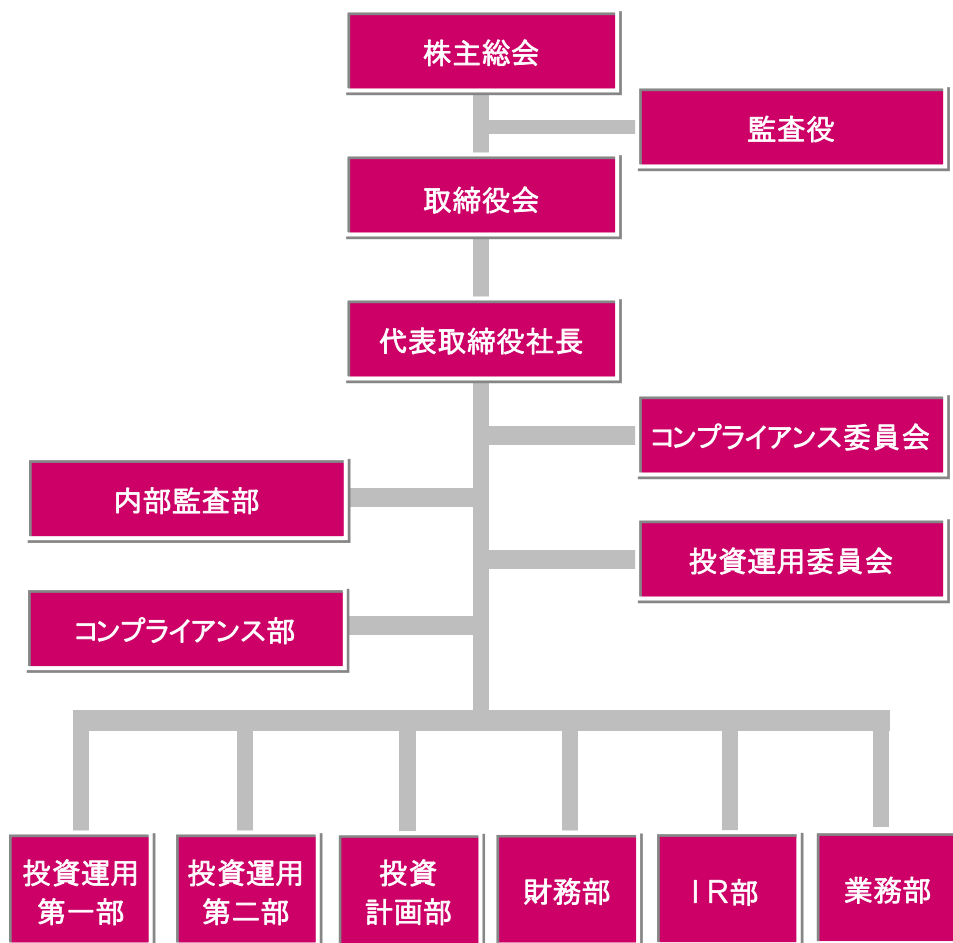 株主総会
監査役
取締役会
代表取締役社長
コンプライアンス委員会
内部監査部
投資運用委員会
コンプライアンス部
投資運用
第一部
投資運用
第二部
投資
計画部
財務部
ＩＲ部
業務部